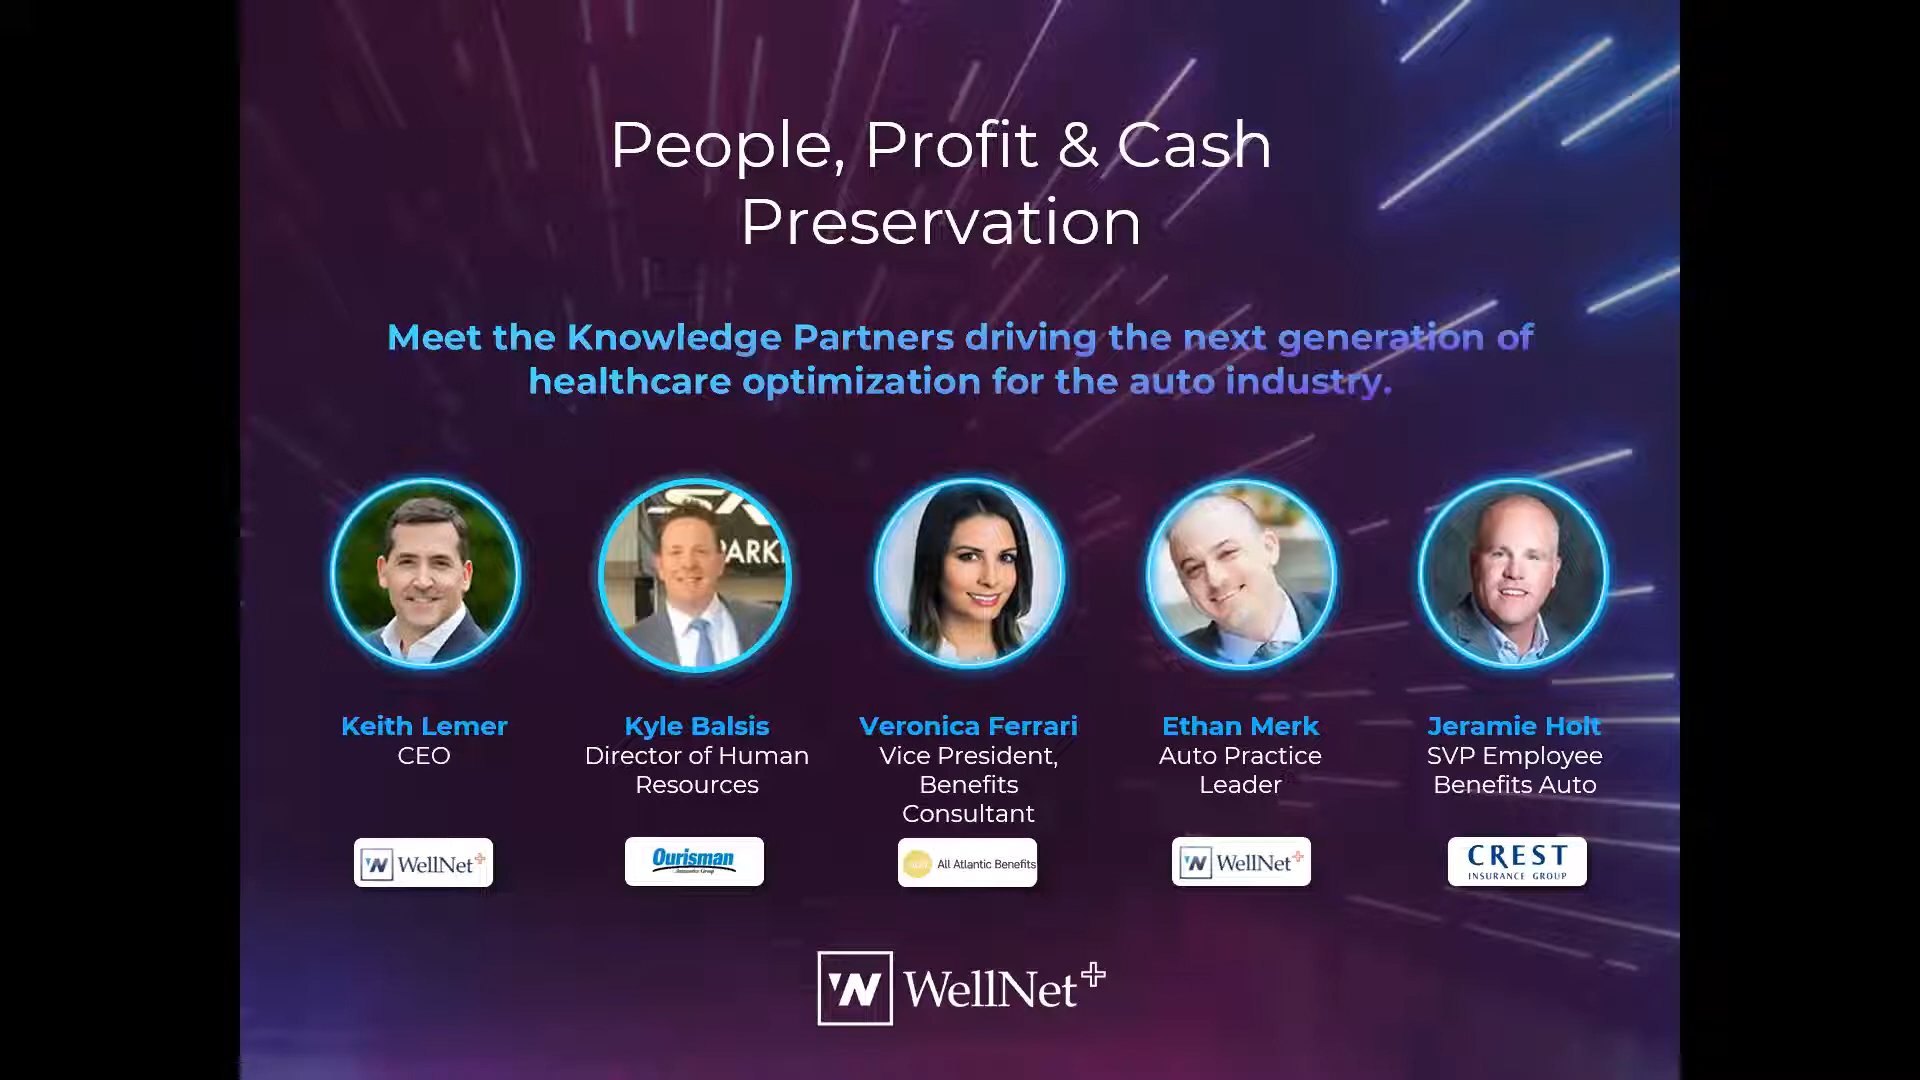 People, Profit & Cash
Preservation
Meet the Knowledge Partners driving the next generation of
healthcare optimization for the auto industry.
PARK
Keith Lemer
CEO
WellNet
Kyle Balsis
Director of Human
Resources
Ourisman
Veronica Ferrari
Vice President,
Benefits
Consultant
All Atlantic Benefits
Ethan Merk
Auto Practice
Leader
WellNet
Jeramie Holt
SVP Employee
Benefits Auto
CREST
INSURANCE GROUP
W WellNet